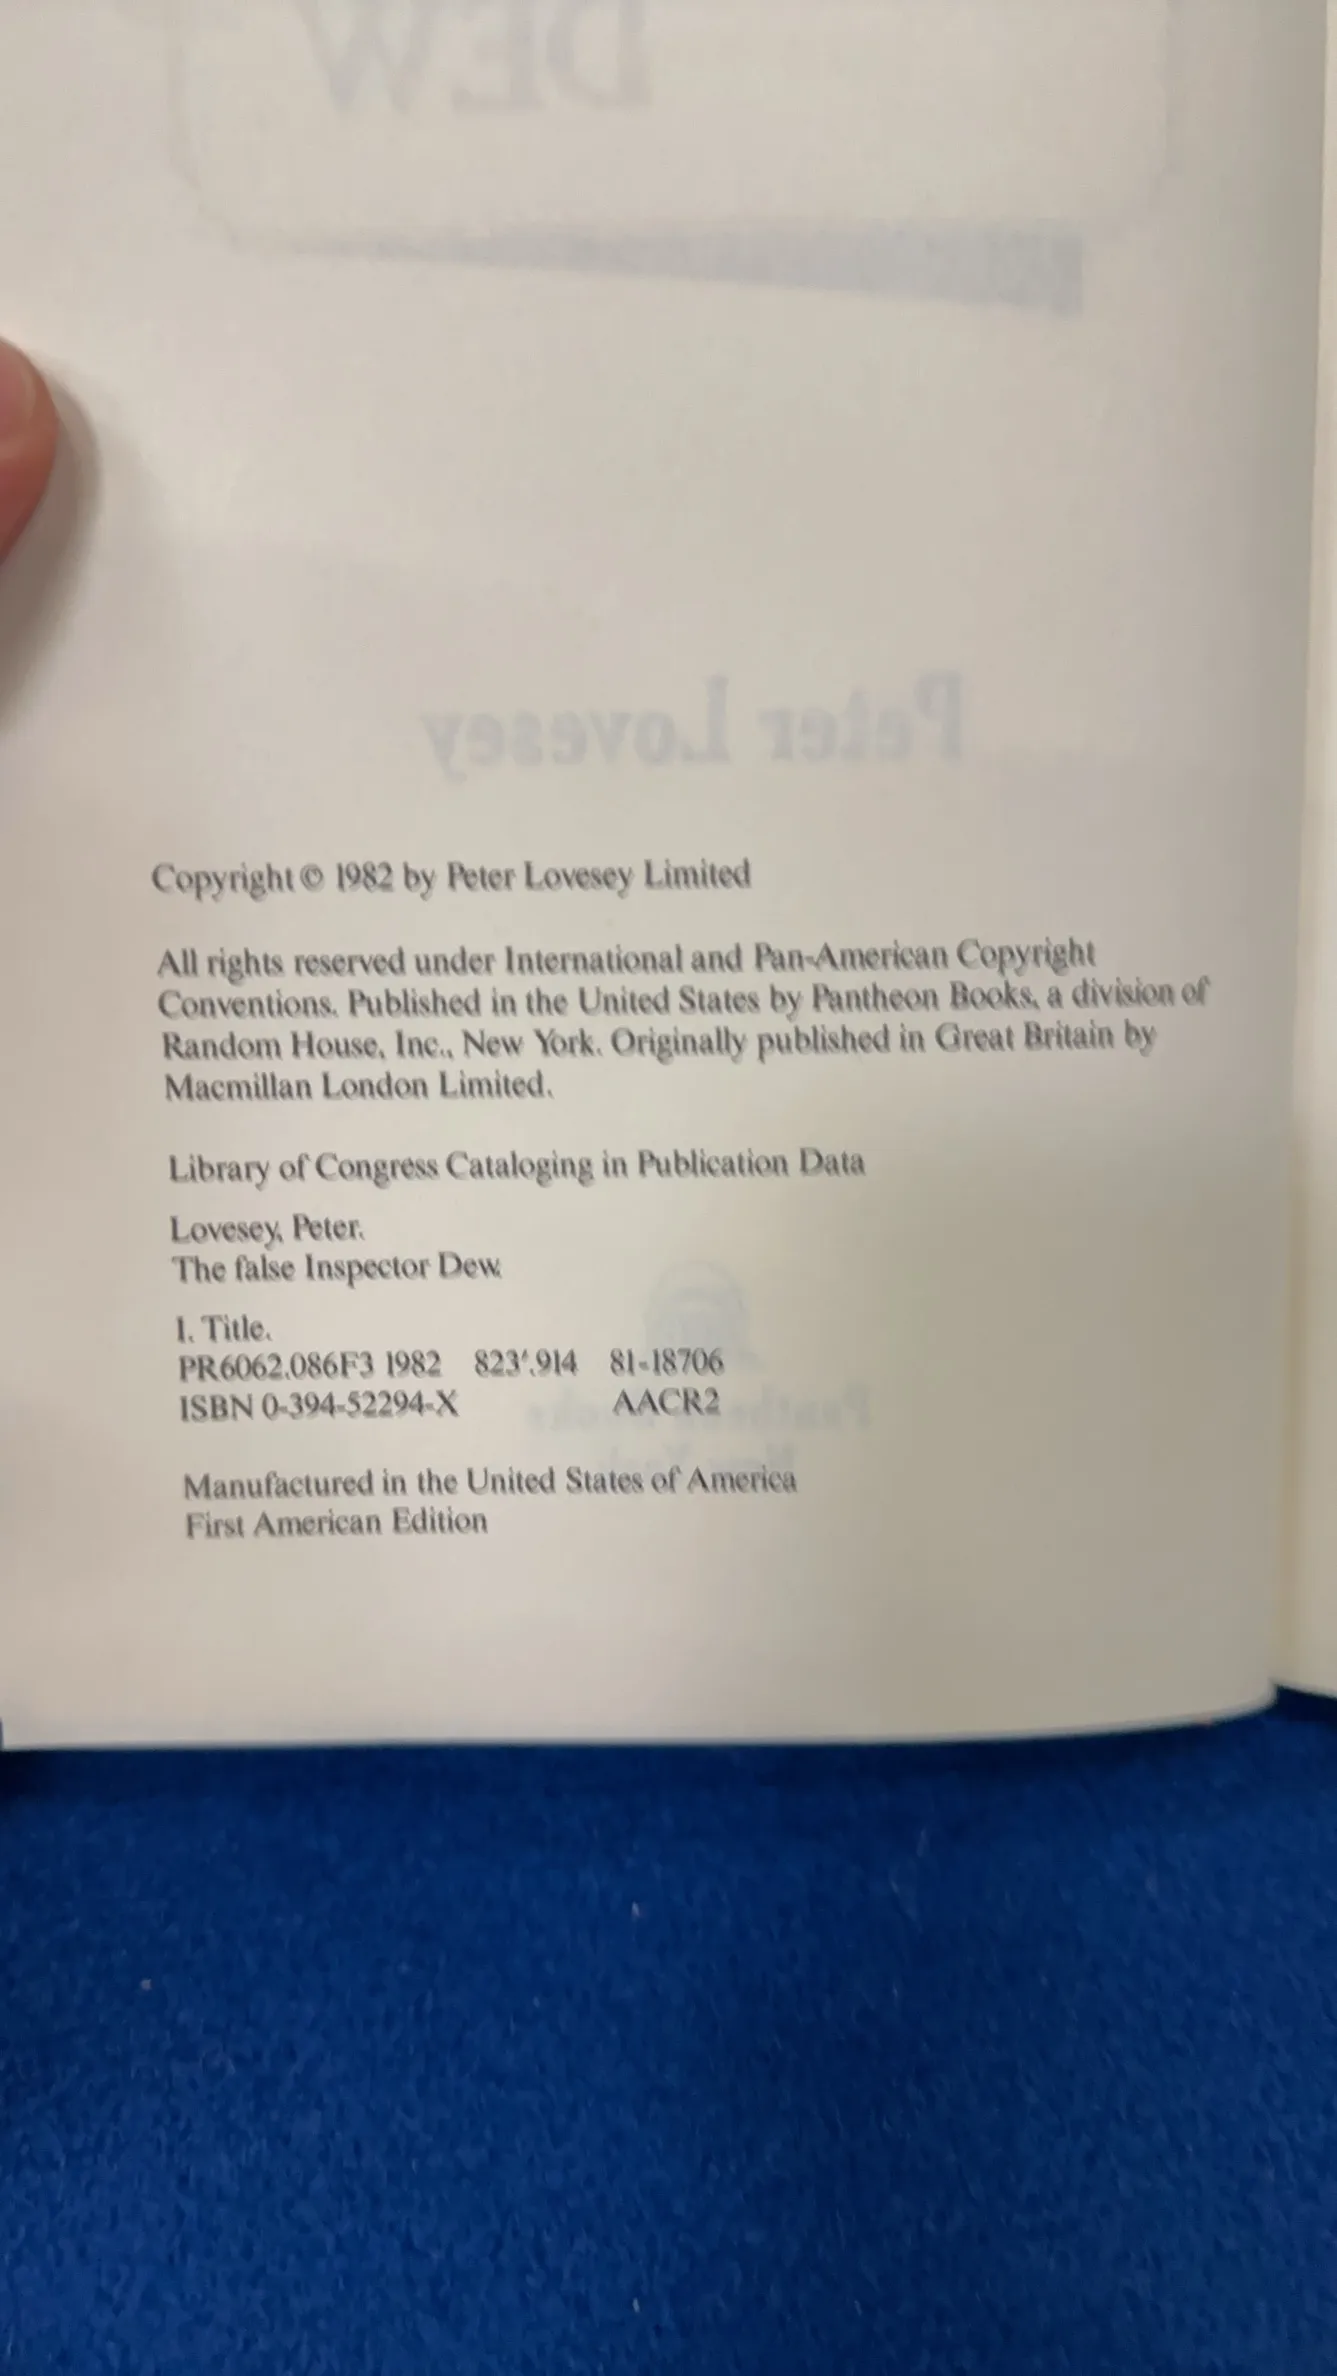 DEW
Peter Lovesey
Copyright © 1982 by Peter Lovesey Limited
All rights reserved under International and Pan-American Copyright
Conventions. Published in the United States by Pantheon Books, a division of
Random House, Inc., New York. Originally published in Great Britain by
Macmillan London Limited.
Library of Congress Cataloging in Publication Data
Lovesey, Peter.
The false Inspector Dew.
I. Title.
PR6062.086F3 1982 823'.914 81-18706
ISBN 0-394-52294-X AACR2
Manufactured in the United States of America
First American Edition